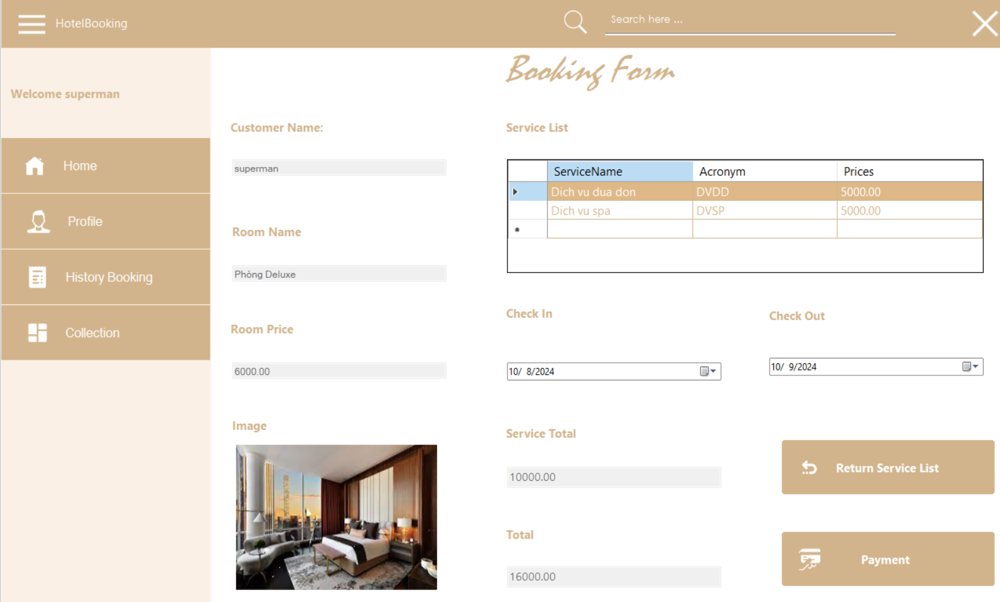 HotelBooking
Search here ...
Booking Form
Welcome superman
Home
Profile
History Booking
Collection
Customer Name:
superman
Room Name
Phòng Deluxe
Room Price
6000.00
Image
Service List
ServiceName Acronym Prices
Dich vu dua don DVDD 5000.00
Dich vu spa DVSP 5000.00
Check In
10/ 8/2024
Check Out
10/ 9/2024
Service Total
10000.00
Total
16000.00
Return Service List
Payment